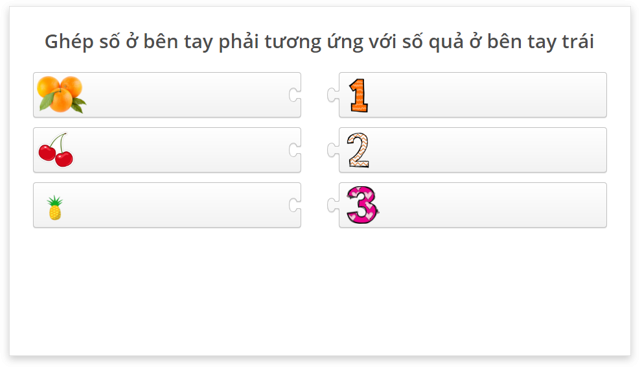 Ghép số ở bên tay phải tương ứng với số quả ở bên tay trái
1
2
3